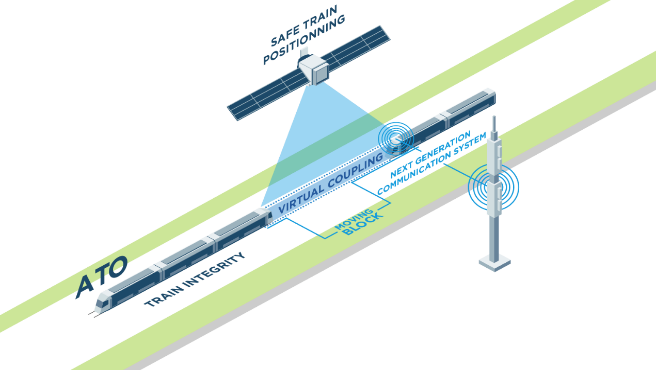 SAFE TRAIN
POSITIONNING
VIRTUAL COUPLING
NEXT GENERATION
COMMUNICATION SYSTEM
MOVING
BLOCK
ATO
TRAIN INTEGRITY